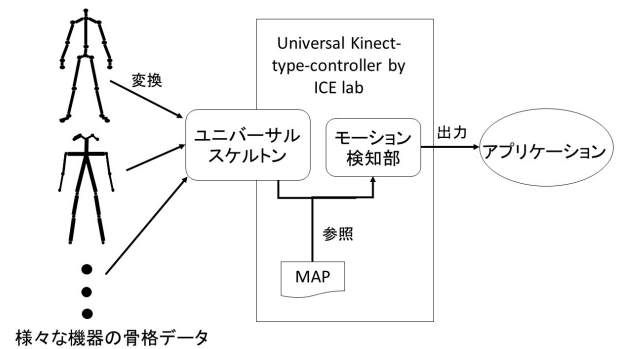 変換
Universal Kinect-
type-controller by
ICE lab
ユニバーサル
スケルトン
モーション
検知部
出力
アプリケーション
参照
MAP
様々な機器の骨格データ